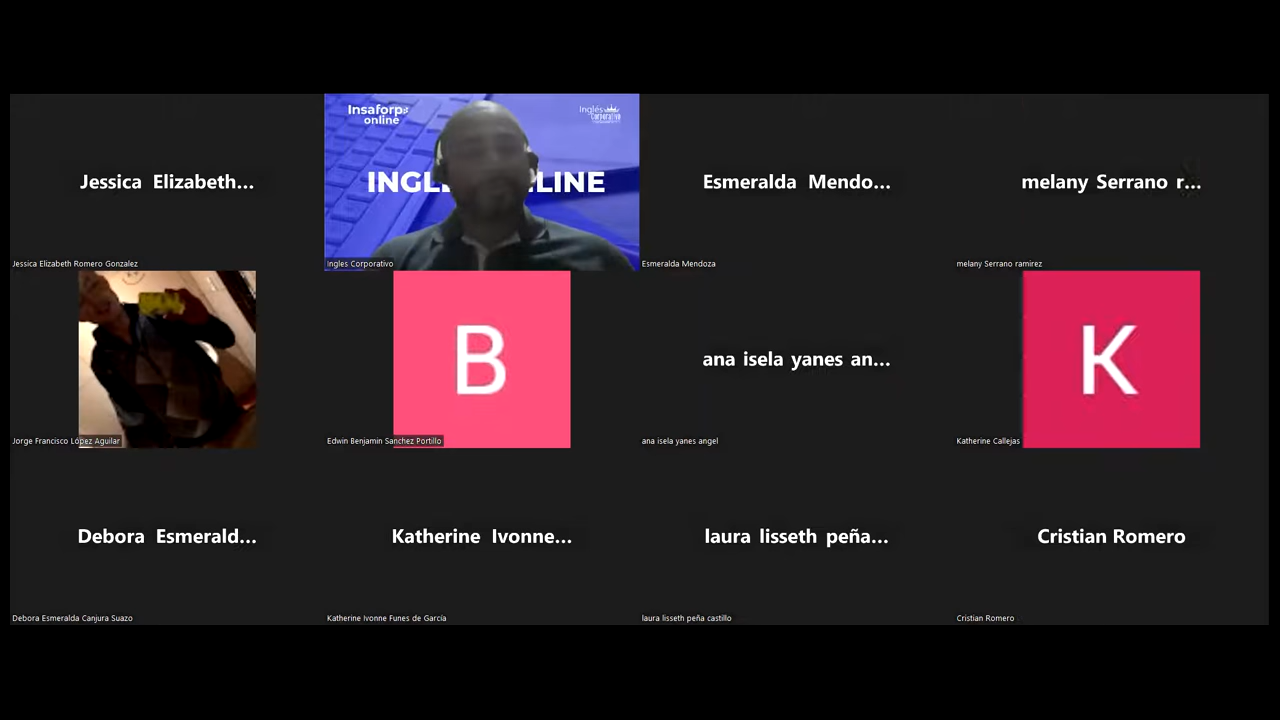 Jessica Elizabeth...
Jessica Elizabeth Romero Gonzalez
Insaforp
online
Inglés
Corporativo
INGL LINE
Ingles Corporativo
Esmeralda Mendo...
Esmeralda Mendoza
melany Serrano r...
melany Serrano ramirez
Jorge Francisco López Aguilar
B
Edwin Benjamin Sanchez Portillo
ana isela yanes an...
ana isela yanes angel
K
Katherine Callejas
Debora Esmerald...
Debora Esmeralda Canjura Suazo
Katherine Ivonne...
Katherine Ivonne Funes de García
laura lisseth peña...
laura lisseth peña castillo
Cristian Romero
Cristian Romero